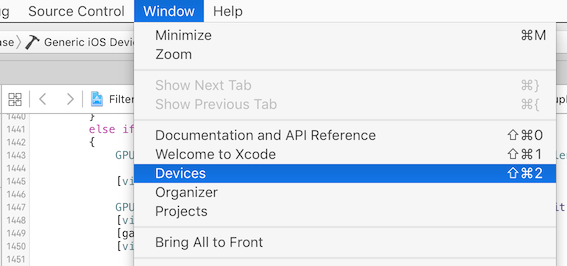 Source Control Window Help
Generic iOS Devi
Minimize ⌘M
Zoom
Show Next Tab ⌘}
Show Previous Tab ⌘{
Filter
1440 }
1441 else if
1442 {
1443 GPU
1444
1445 [vi
1446
1447 GPU
1448 [vi
1449 [ga
1450 [vi
1451
Documentation and API Reference ⇧⌘0
Welcome to Xcode ⇧⌘1
Devices ⇧⌘2
Organizer
Projects
Bring All to Front